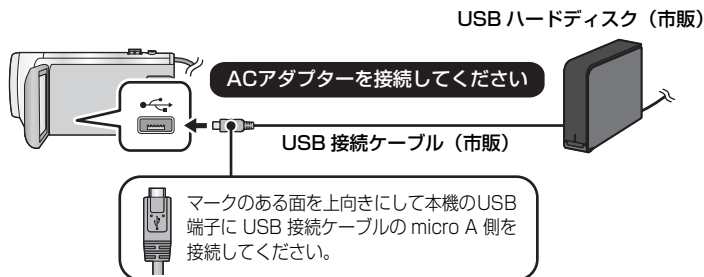 USB ハードディスク（市販）
ACアダプターを接続してください
USB 接続ケーブル（市販）
マークのある面を上向きにして本機のUSB
端子に USB 接続ケーブルの micro A 側を
接続してください。